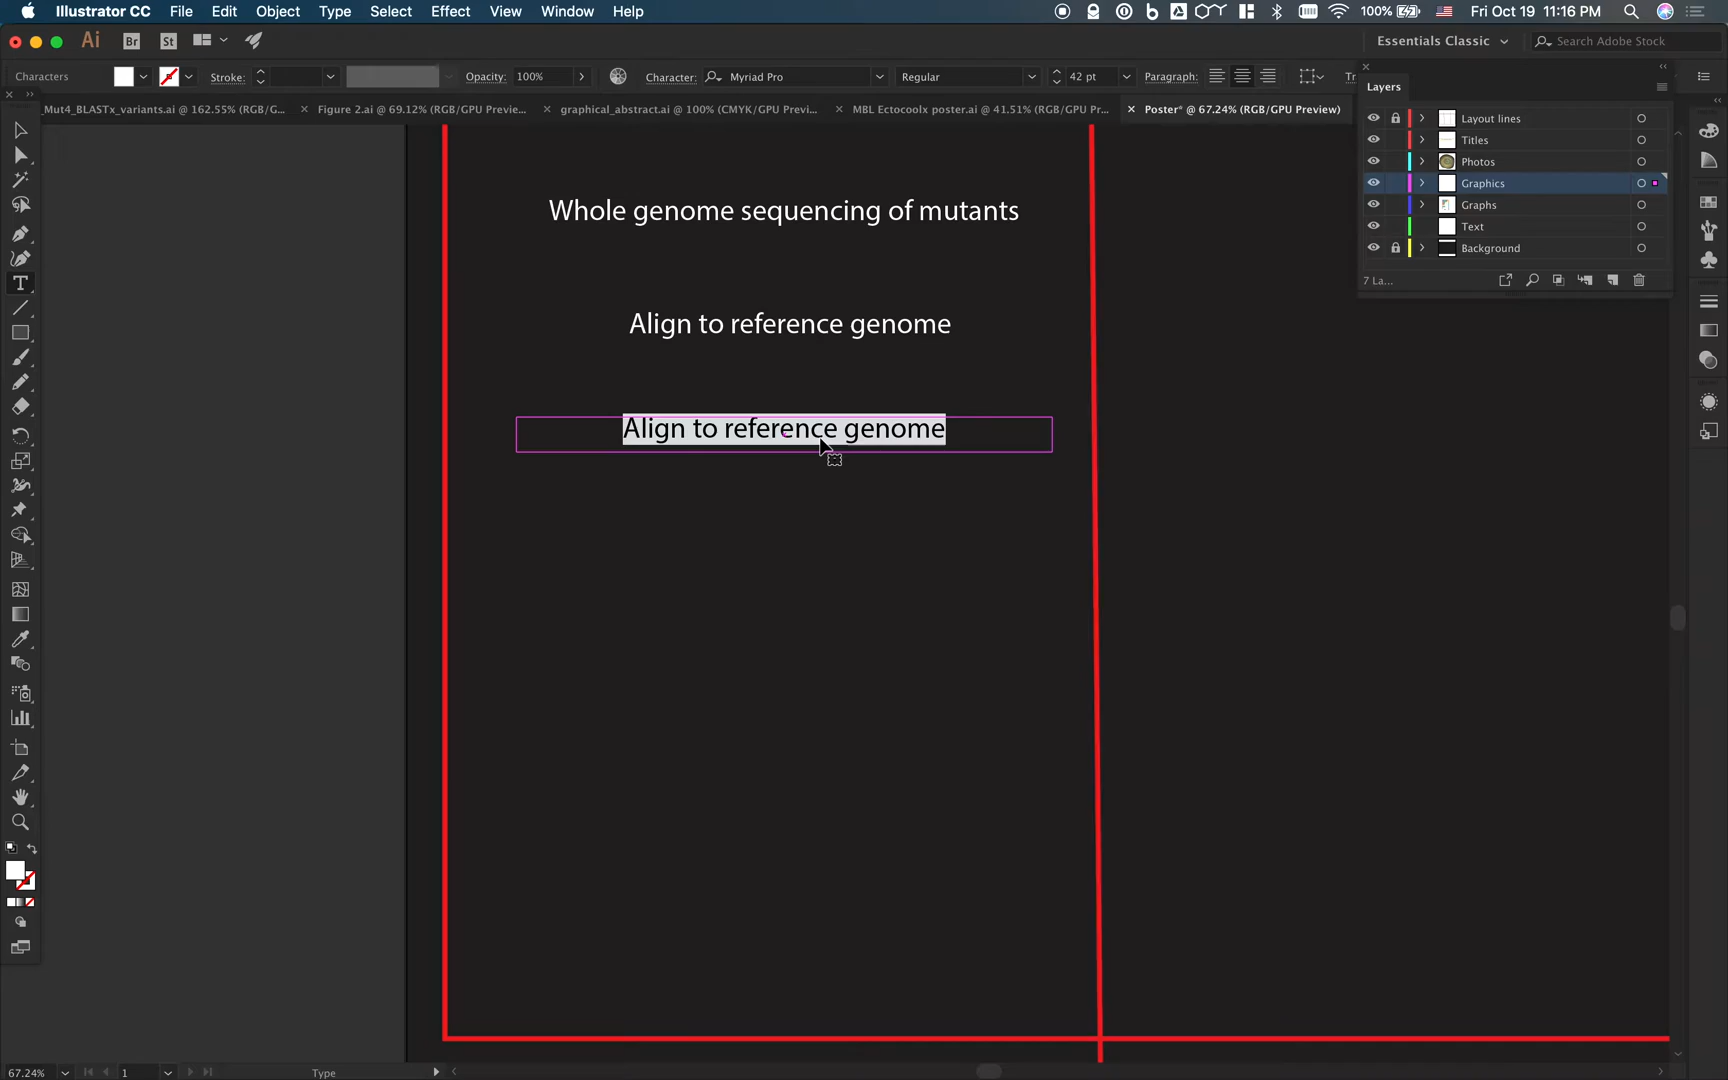 Illustrator CC File Edit Object Type Select Effect View Window Help 100% Fri Oct 19 11:16 PM
Ai Br St Essentials Classic Search Adobe Stock
Characters Stroke: Opacity: 100% Character: Myriad Pro Regular 42 pt Paragraph: Tr
Layers
_Mut4_BLASTx_variants.ai @ 162.55% (RGB/G... Figure 2.ai @ 69.12% (RGB/GPU Previe... graphical_abstract.ai @ 100% (CMYK/GPU Previ... MBL Ectocoolx poster.ai @ 41.51% (RGB/GPU Pr... Poster* @ 67.24% (RGB/GPU Preview)
Layout lines
Titles
Photos
Graphics
Graphs
Text
Background
7 La...
Whole genome sequencing of mutants
Align to reference genome
Align to reference genome
67.24% 1 Type